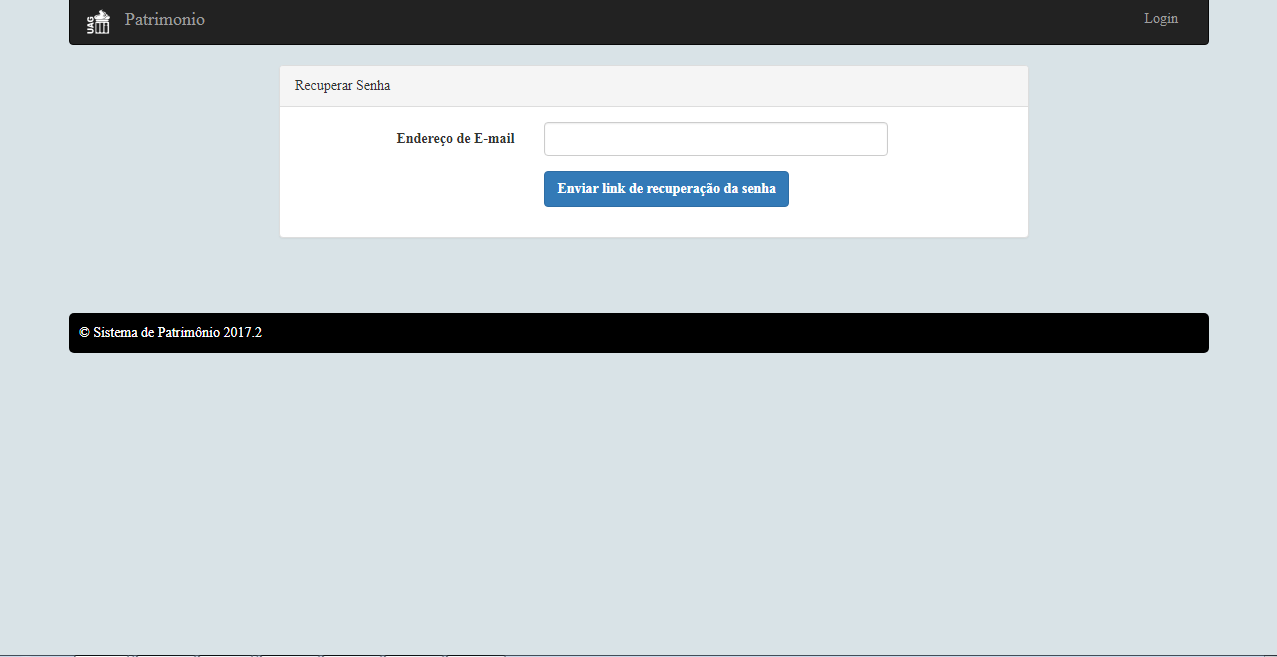 UAG
Patrimonio
Login
Recuperar Senha
Endereço de E-mail
Enviar link de recuperação da senha
© Sistema de Patrimônio 2017.2